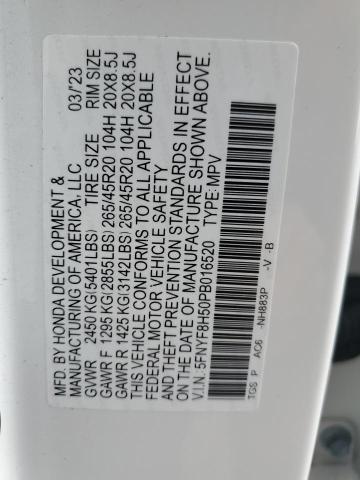 MFD. BY HONDA DEVELOPMENT & 03/'23
MANUFACTURING OF AMERICA, LLC
GVWR 2450 KG(5401LBS) TIRE SIZE RIM SIZE
GAWR F 1295 KG(2855LBS) 265/45R20 104H 20X8.5J
GAWR R 1425 KG(3142LBS) 265/45R20 104H 20X8.5J
THIS VEHICLE CONFORMS TO ALL APPLICABLE
FEDERAL MOTOR VEHICLE SAFETY
AND THEFT PREVENTION STANDARDS IN EFFECT
ON THE DATE OF MANUFACTURE SHOWN ABOVE.
V.I.N.: 5FNYF8H50PB016520 TYPE: MPV
TGS P AC6 -NH883P -V -B